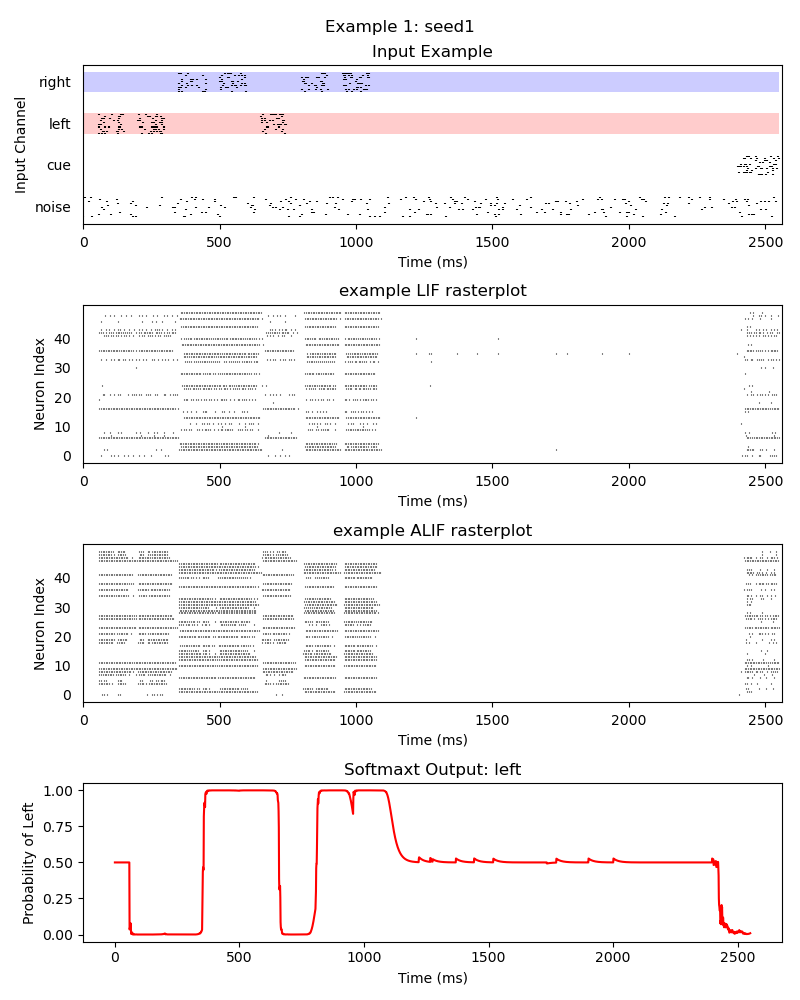 Example 1: seed1
Input Example
right
left
cue
noise
Input Channel
0 500 1000 1500 2000 2500
Time (ms)
example LIF rasterplot
40
30
20
10
0
Neuron Index
0 500 1000 1500 2000 2500
Time (ms)
example ALIF rasterplot
40
30
20
10
0
Neuron Index
0 500 1000 1500 2000 2500
Time (ms)
Softmaxt Output: left
1.00
0.75
0.50
0.25
0.00
Probability of Left
0 500 1000 1500 2000 2500
Time (ms)